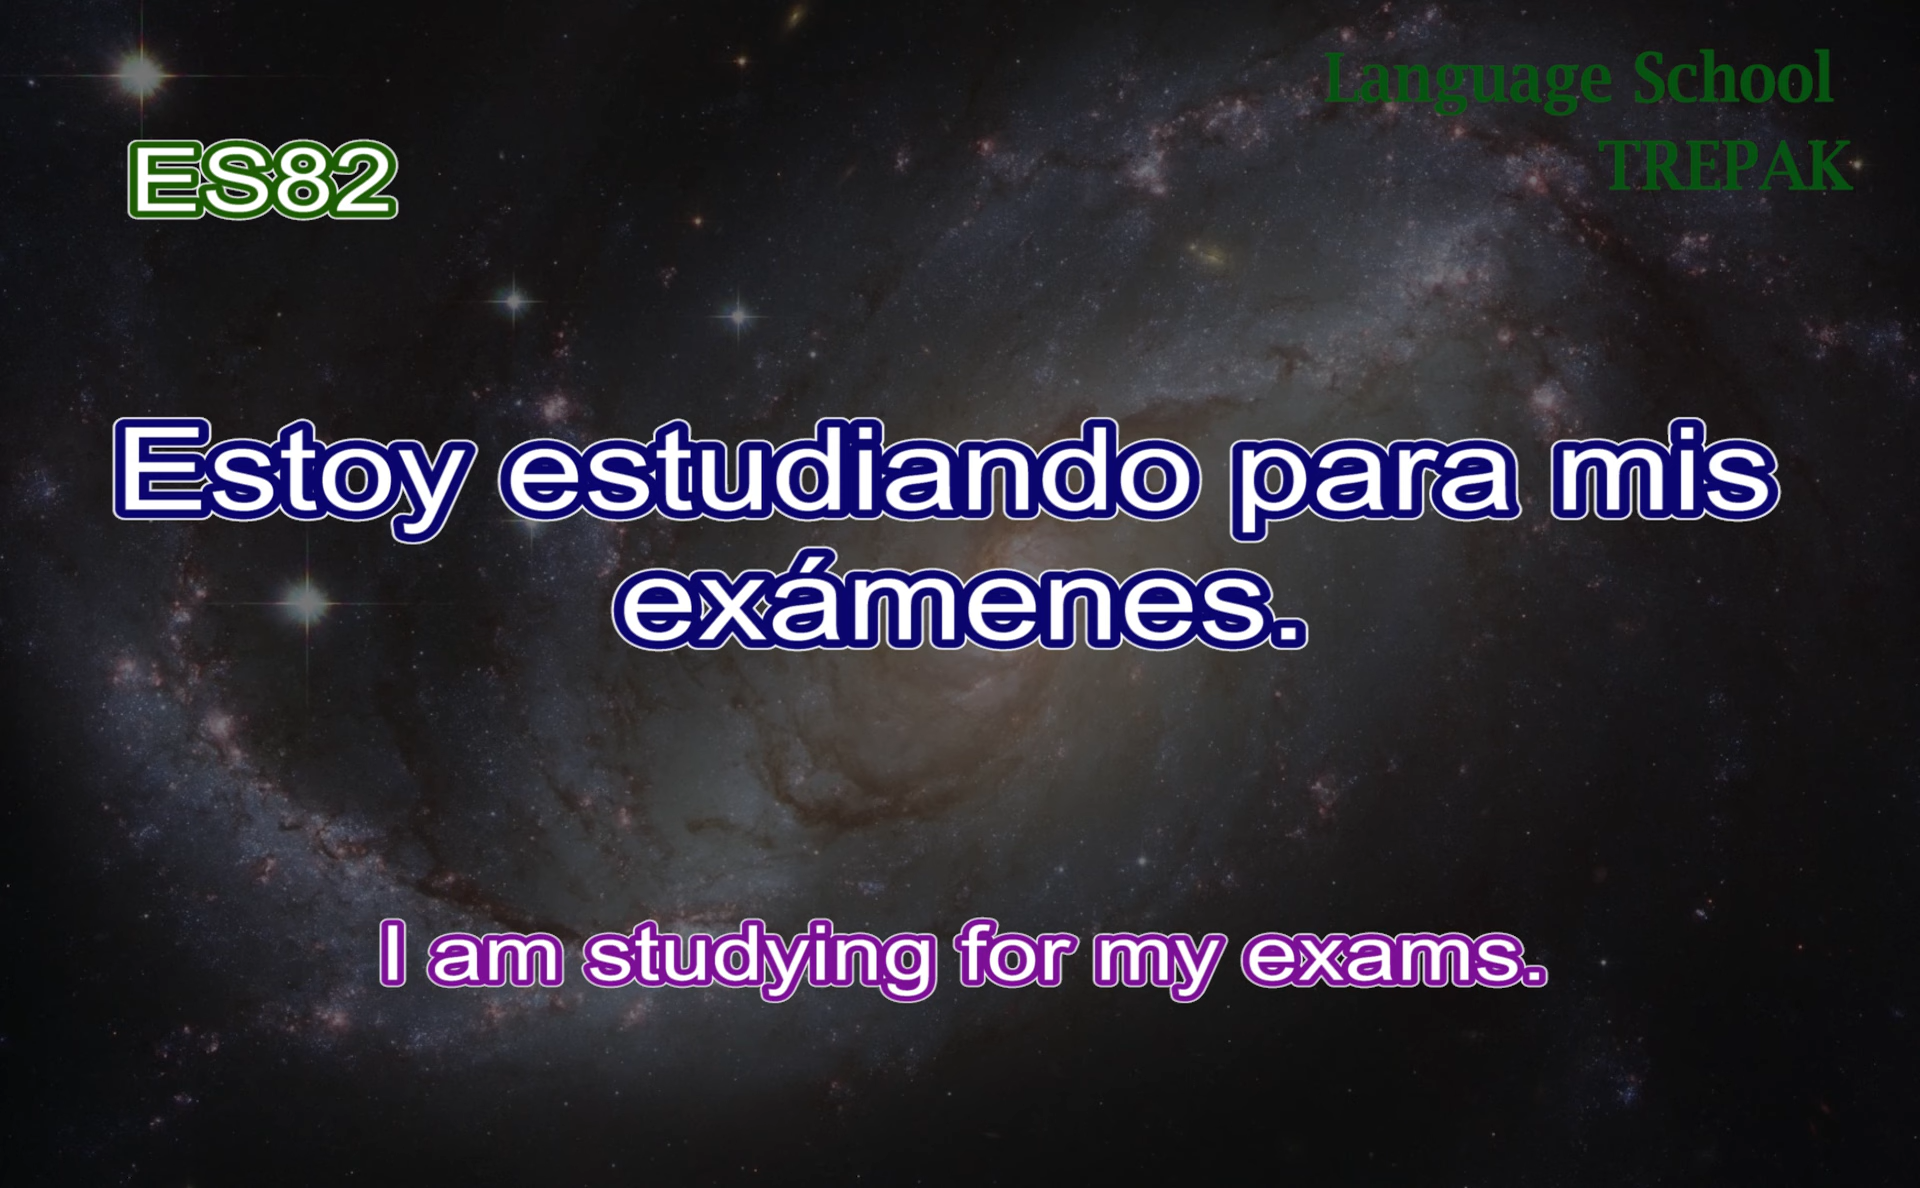 Language School
TREPAK
ES82
Estoy estudiando para mis
exámenes.
I am studying for my exams.